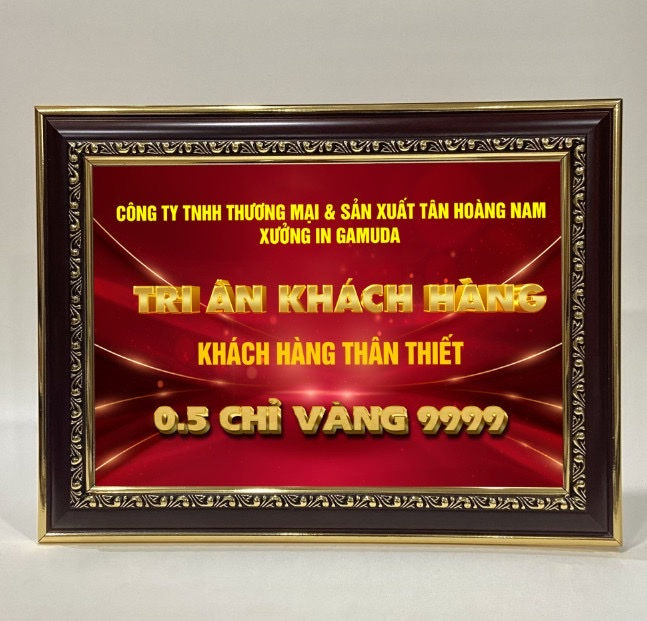 CÔNG TY TNHH THƯƠNG MẠI & SẢN XUẤT TÂN HOÀNG NAM
XƯỞNG IN GAMUDA
TRI ÂN KHÁCH HÀNG
KHÁCH HÀNG THÂN THIẾT
0.5 CHỈ VÀNG 9999